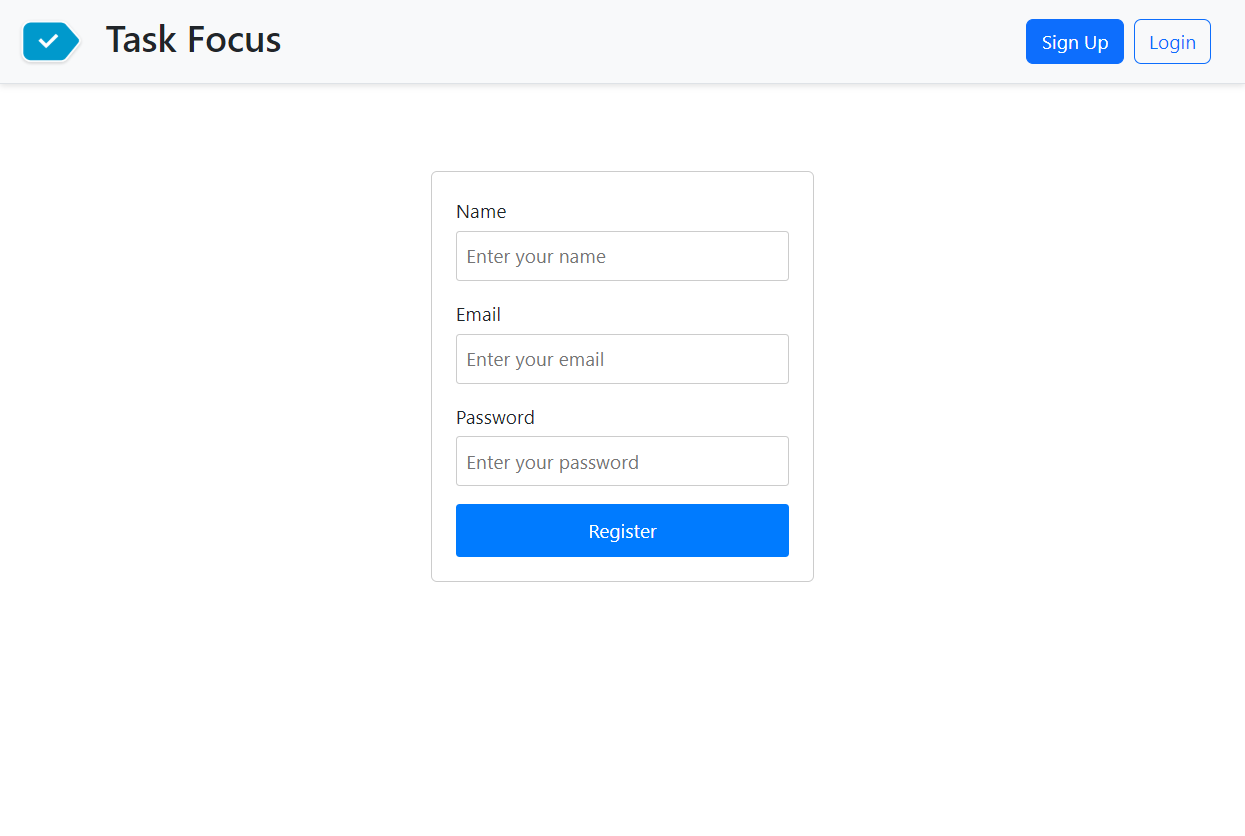 Task Focus
Sign Up
Login
Name
Enter your name
Email
Enter your email
Password
Enter your password
Register